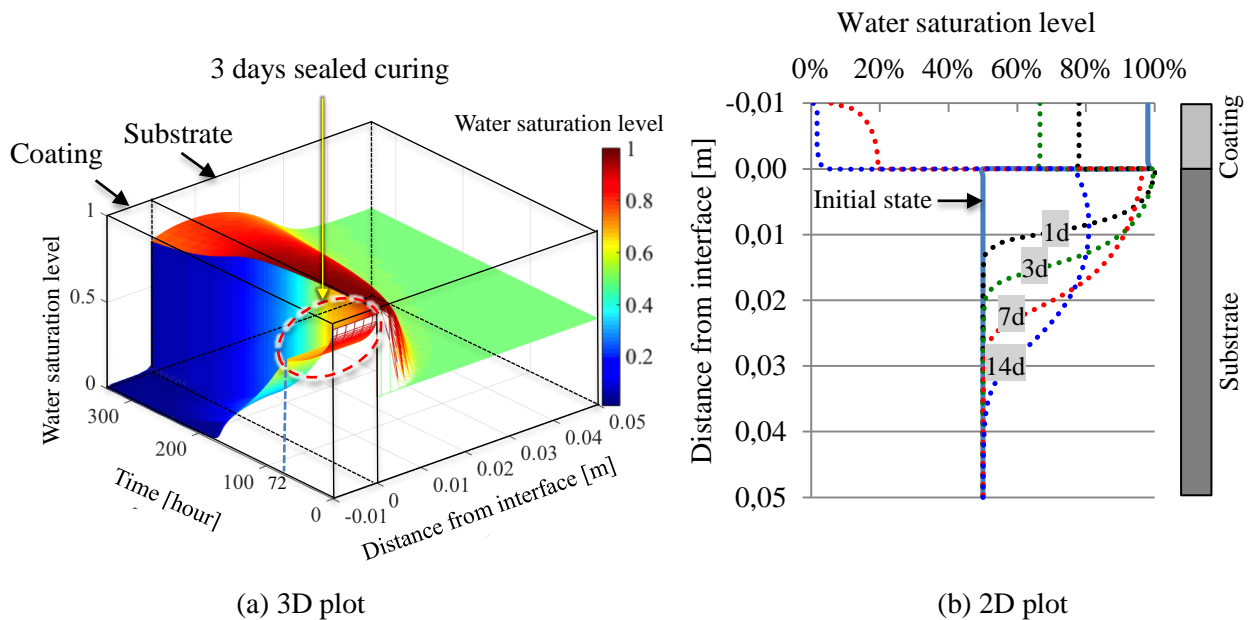 3 days sealed curing
Substrate
Coating
Water saturation level
1
0.8
0.6
0.4
0.2
Water saturation level
1
0.5
0
300
200
100
72
0
Time [hour]
-0.01
0
0.01
0.02
0.03
0.04
0.05
Distance from interface [m]
(a) 3D plot
Water saturation level
0% 20% 40% 60% 80% 100%
-0,01
0,00
0,01
0,02
0,03
0,04
0,05
Distance from interface [m]
Initial state
1d
3d
7d
14d
Coating
Substrate
(b) 2D plot